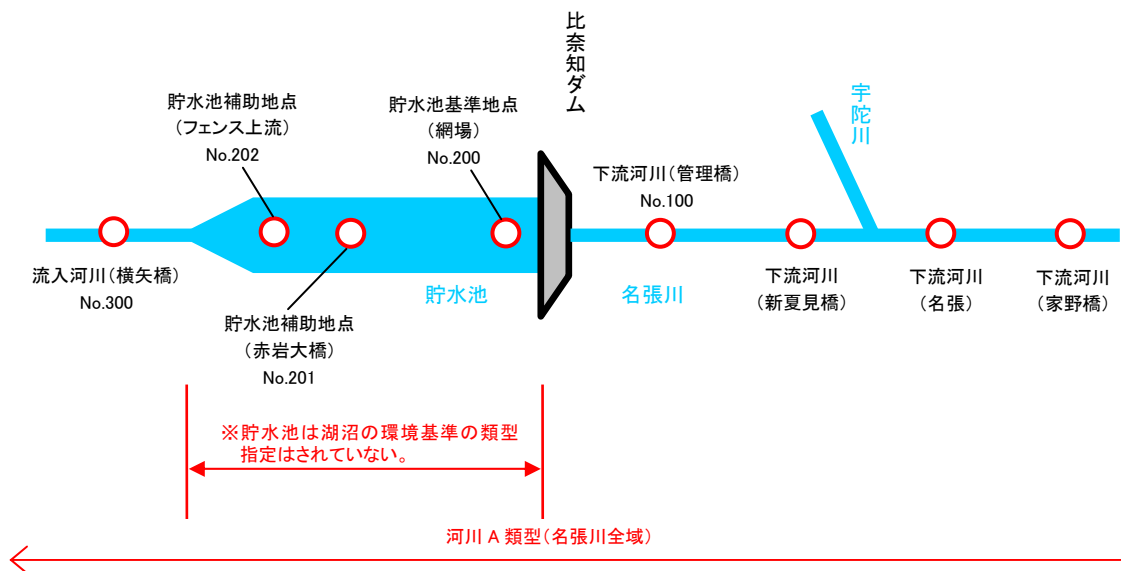 比奈知ダム
貯水池補助地点
（フェンス上流）
No.202
貯水池基準地点
（網場）
No.200
宇陀川
下流河川（管理橋）
No.100
流入河川（横矢橋）
No.300
貯水池
名張川
下流河川
（新夏見橋）
下流河川
（名張）
下流河川
（家野橋）
貯水池補助地点
（赤岩大橋）
No.201
※貯水池は湖沼の環境基準の類型
指定はされていない。
河川 A 類型（名張川全域）